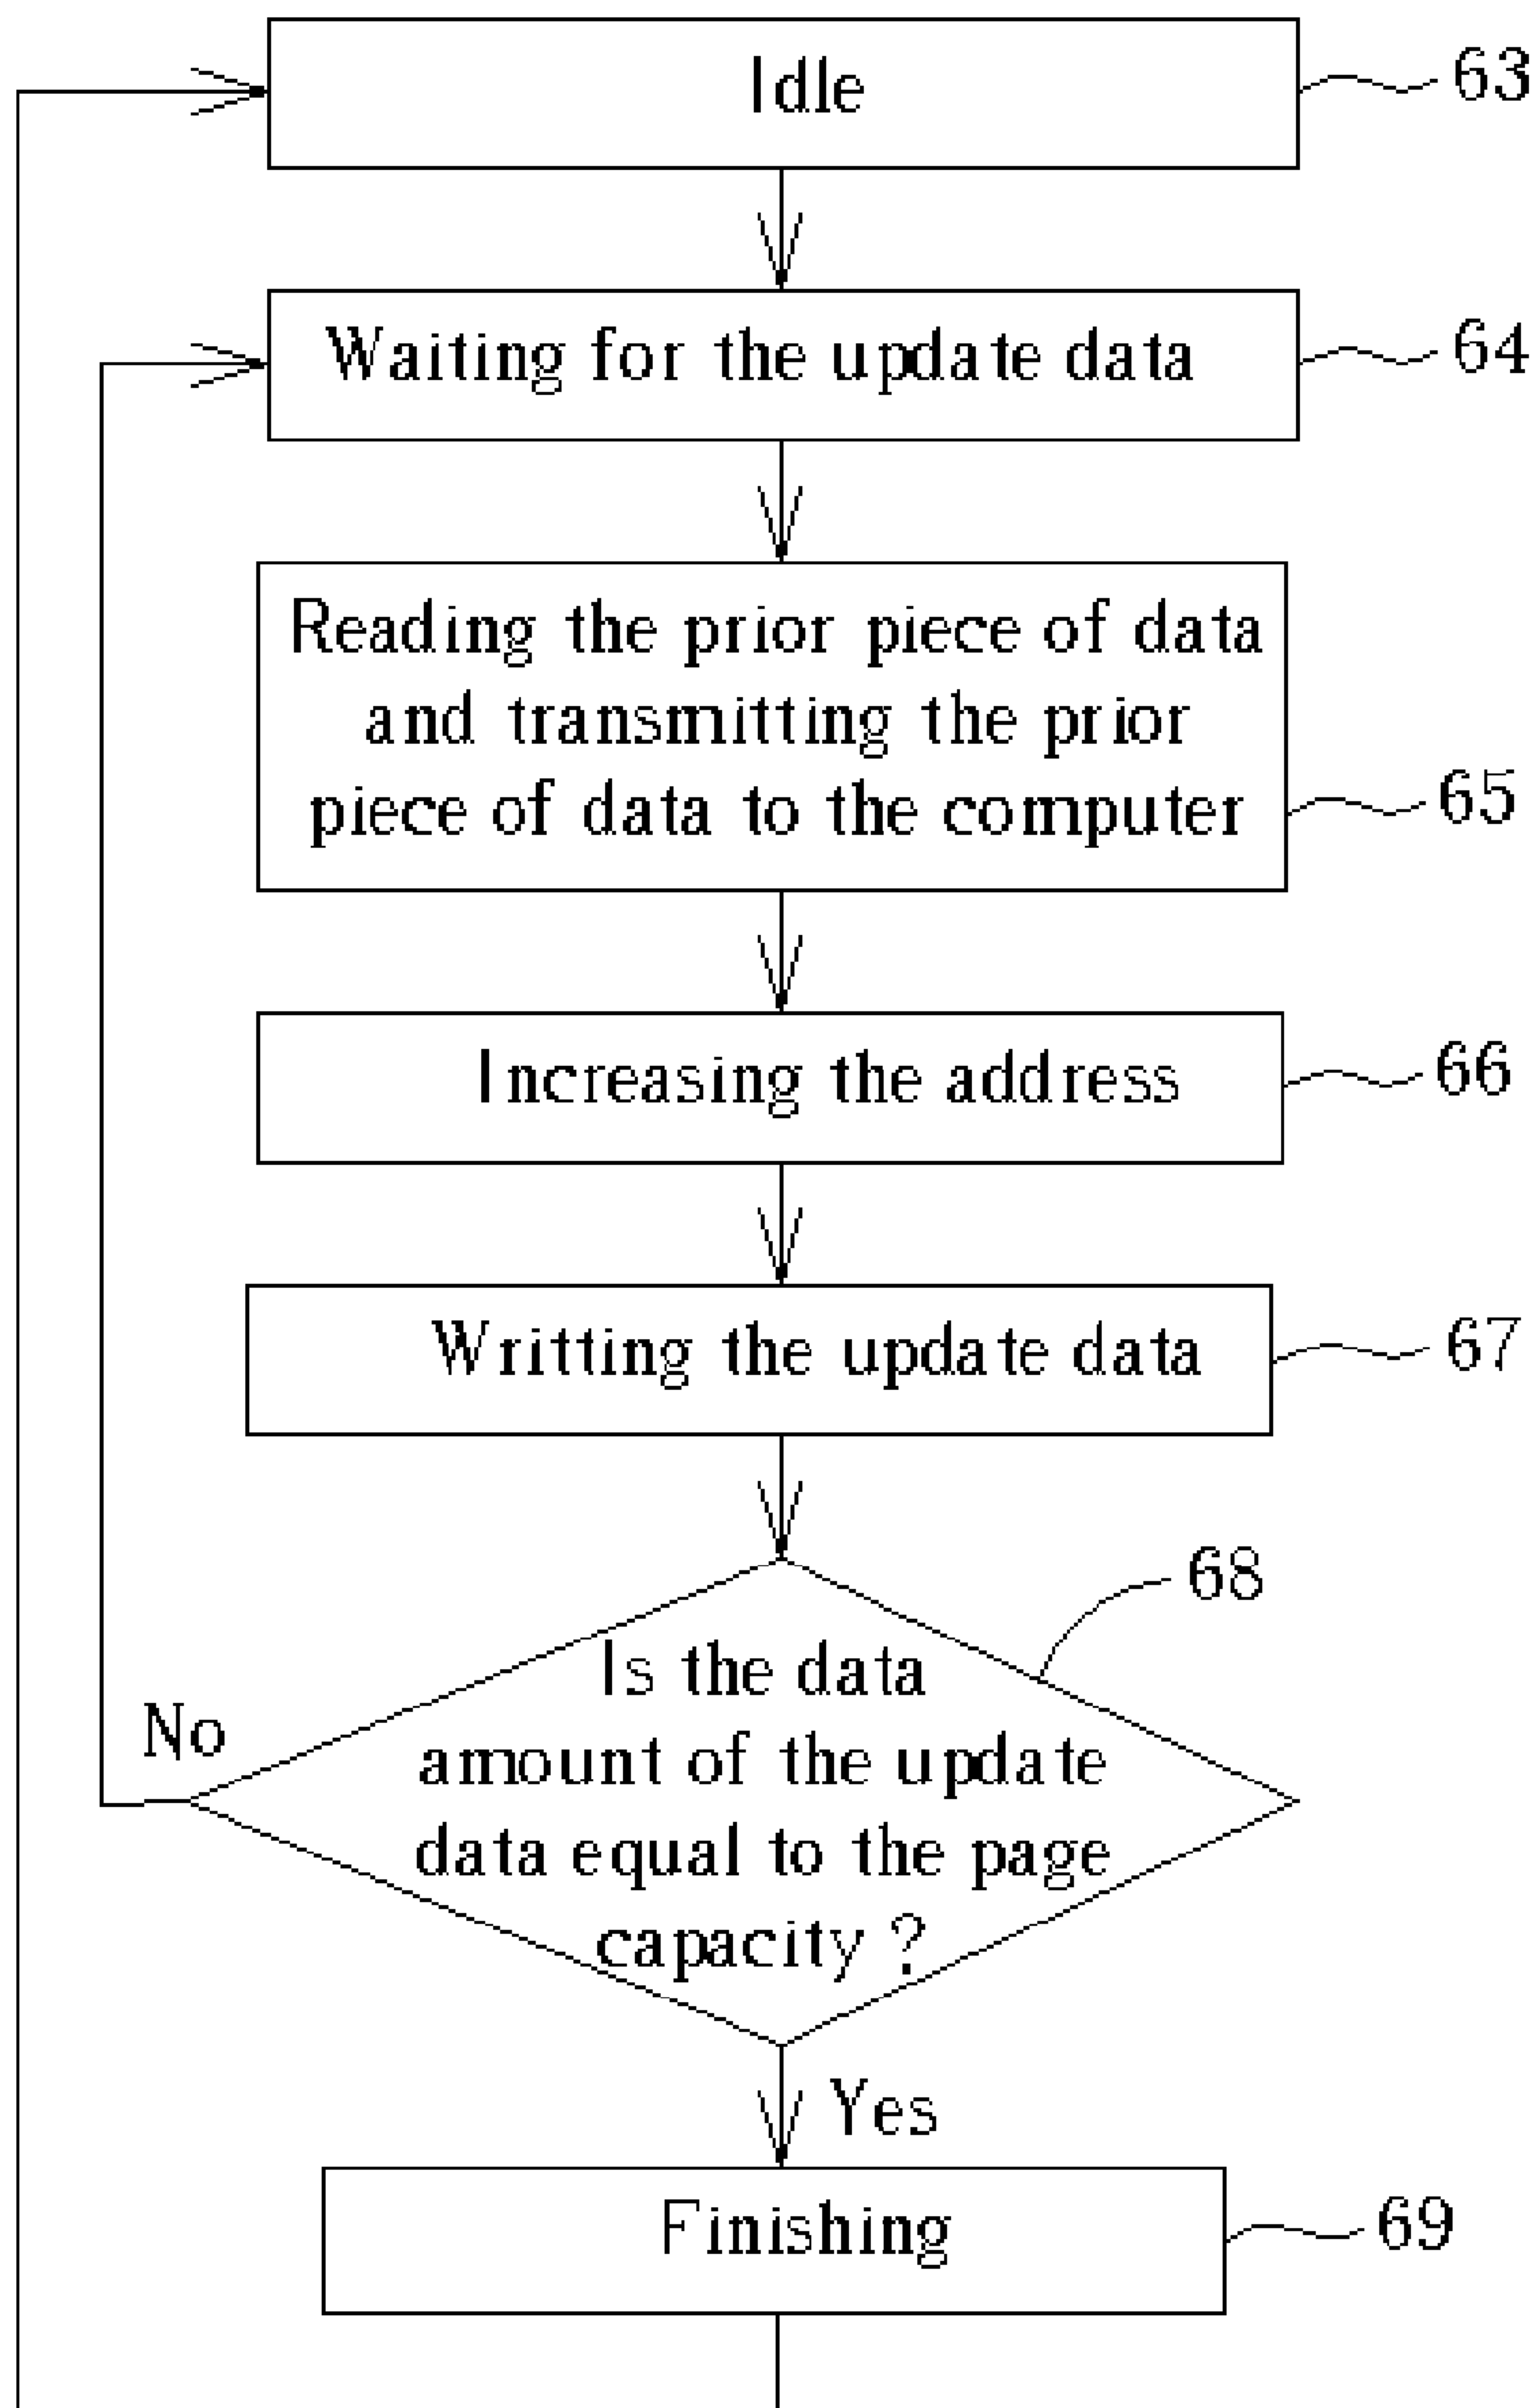 Idle
63
Waiting for the update data
64
Reading the prior piece of data
and transmitting the prior
piece of data to the computer
65
Increasing the address
66
Writting the update data
67
68
Is the data
amount of the update
data equal to the page
capacity ?
No
Yes
Finishing
69